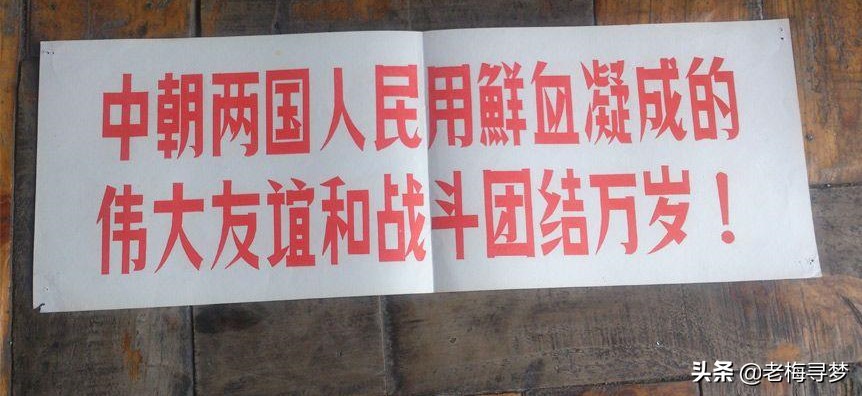 中朝两国人民用鮮血凝成的
伟大友谊和战斗团结万岁！
头条@老梅寻梦